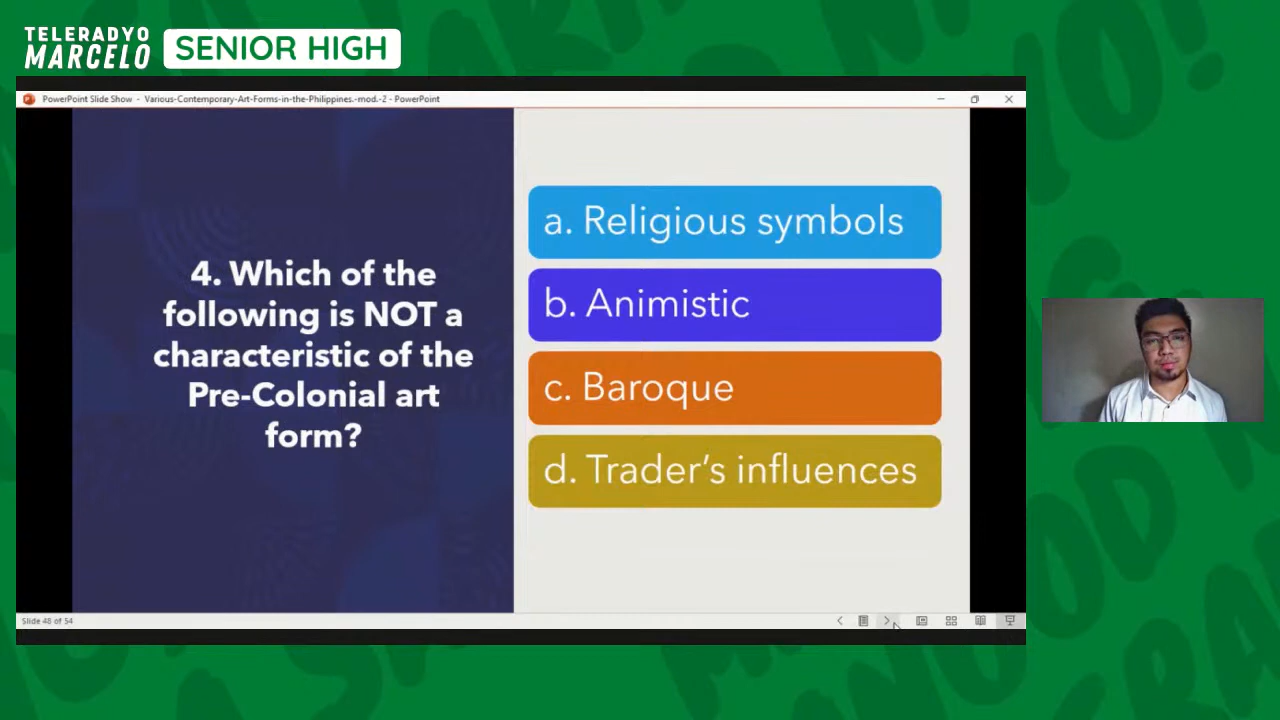 TELERADYO
MARCELO
SENIOR HIGH
PowerPoint Slide Show - Various-Contemporary-Art-Forms-in-the-Philippines.-mod.-2 - PowerPoint
4. Which of the
following is NOT a
characteristic of the
Pre-Colonial art
form?
a. Religious symbols
b. Animistic
c. Baroque
d. Trader's influences
Slide 48 of 54